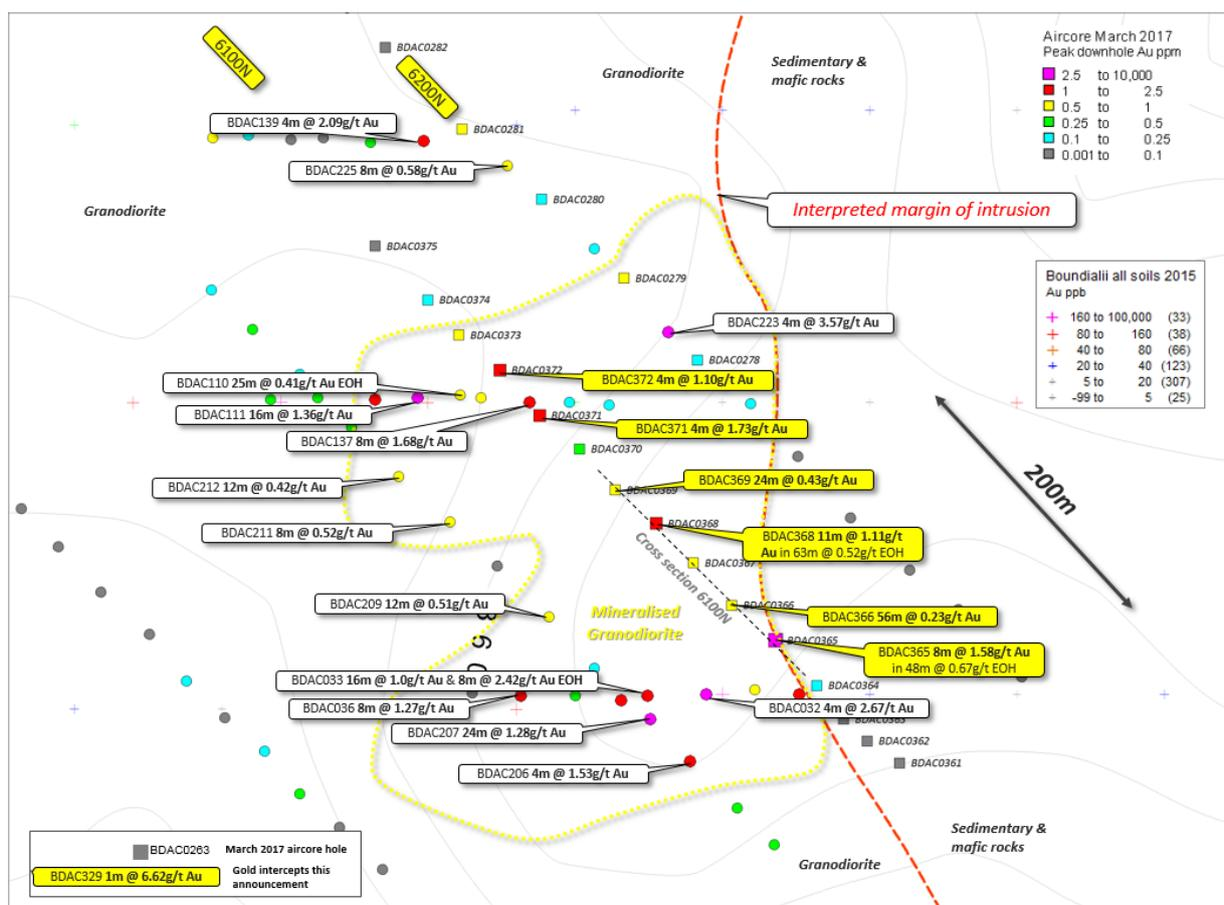 6100N
6200N
BDAC0282
Granodiorite
Sedimentary &
mafic rocks
Aircore March 2017
Peak downhole Au ppm
2.5 to 10,000
1 to 2.5
0.5 to 1
0.25 to 0.5
0.1 to 0.25
0.001 to 0.1
BDAC139 4m @ 2.09g/t Au
BDAC0281
BDAC225 8m @ 0.58g/t Au
BDAC0280
Granodiorite
Interpreted margin of intrusion
BDAC0375
BDAC0279
Boundialii all soils 2015
Au ppb
160 to 100,000 (33)
80 to 160 (38)
40 to 80 (66)
20 to 40 (123)
5 to 20 (307)
-99 to 5 (25)
BDAC0374
BDAC223 4m @ 3.57g/t Au
BDAC0373
BDAC0278
BDAC0372
BDAC372 4m @ 1.10g/t Au
BDAC110 25m @ 0.41g/t Au EOH
BDAC111 16m @ 1.36g/t Au
BDAC0371
BDAC371 4m @ 1.73g/t Au
BDAC137 8m @ 1.68g/t Au
BDAC0370
200m
BDAC212 12m @ 0.42g/t Au
BDAC0369
BDAC369 24m @ 0.43g/t Au
BDAC211 8m @ 0.52g/t Au
BDAC0368
BDAC368 11m @ 1.11g/t
Au in 63m @ 0.52g/t EOH
Cross section 6100N
BDAC0367
BDAC209 12m @ 0.51g/t Au
Mineralised
Granodiorite
BDAC0366
BDAC366 56m @ 0.23g/t Au
BDAC0365
BDAC365 8m @ 1.58g/t Au
in 48m @ 0.67g/t EOH
BDAC033 16m @ 1.0g/t Au & 8m @ 2.42g/t Au EOH
BDAC0364
BDAC036 8m @ 1.27g/t Au
BDAC032 4m @ 2.67g/t Au
BDAC0363
BDAC207 24m @ 1.28g/t Au
BDAC0362
BDAC0361
BDAC206 4m @ 1.53g/t Au
Sedimentary &
mafic rocks
Granodiorite
BDAC0263 March 2017 aircore hole
BDAC329 1m @ 6.62g/t Au Gold intercepts this
announcement